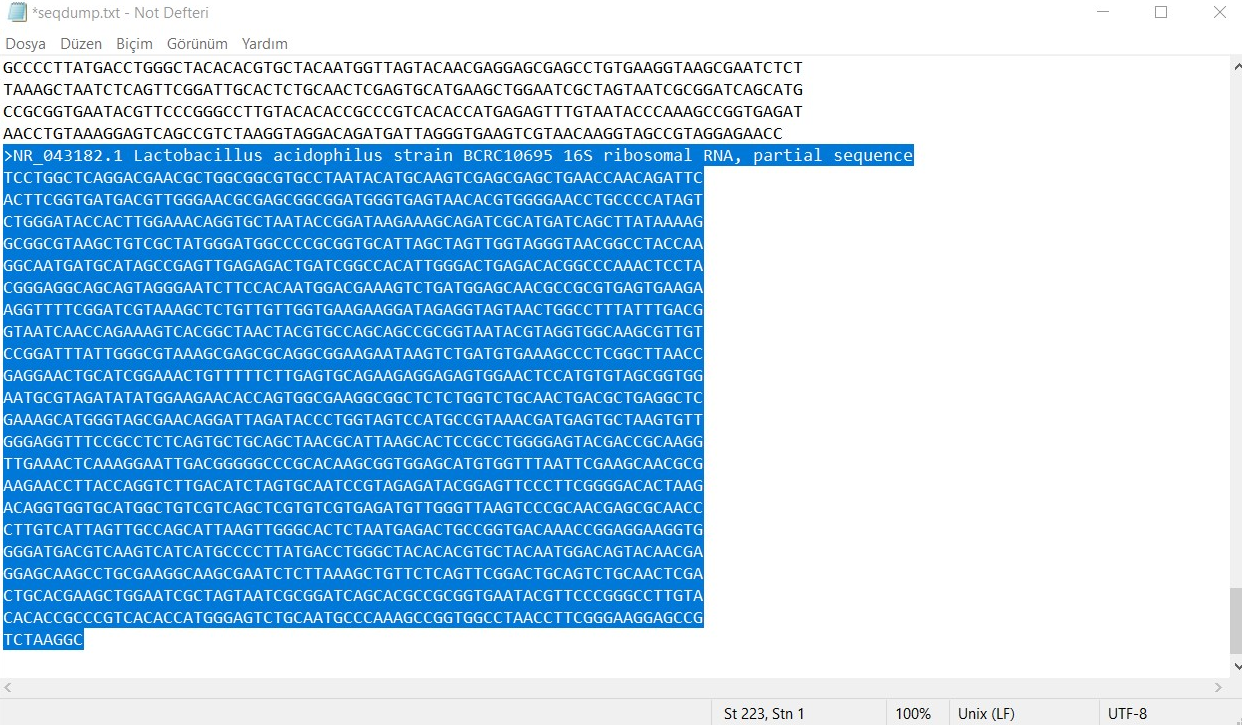 *seqdump.txt - Not Defteri
Dosya Düzen Biçim Görünüm Yardım
GCCCCTTATGACCTGGGCTACACACGTGCTACAATGGTTAGTACAACGAGGAGCGAGCCTGTGAAGGTAAGCGAATCTCT
TAAAGCTAATCTCAGTTCGGATTGCACTCTGCAACTCGAGTGCATGAAGCTGGAATCGCTAGTAATCGCGGATCAGCATG
CCGCGGTGAATACGTTCCCGGGCCTTGTACACACCGCCCGTCACACCATGAGAGTTTGTAATACCCAAAGCCGGTGAGAT
AACCTGTAAAGGAGTCAGCCGTCTAAGGTAGGACAGATGATTAGGGTGAAGTCGTAACAAGGTAGCCGTAGGAGAACC
>NR_043182.1 Lactobacillus acidophilus strain BCRC10695 16S ribosomal RNA, partial sequence
TCCTGGCTCAGGACGAACGCTGGCGGCGTGCCTAATACATGCAAGTCGAGCGAGCTGAACCAACAGATTC
ACTTCGGTGATGACGTTGGGAACGCGAGCGGCGGATGGGTGAGTAACACGTGGGGAACCTGCCCCATAGT
CTGGGATACCACTTGGAAACAGGTGCTAATACCGGATAAGAAAGCAGATCGCATGATCAGCTTATAAAAG
GCGGCGTAAGCTGTCGCTATGGGATGGCCCCGCGGTGCATTAGCTAGTTGGTAGGGTAACGGCCTACCAA
GGCAATGATGCATAGCCGAGTTGAGAGACTGATCGGCCACATTGGGACTGAGACACGGCCCAAACTCCTA
CGGGAGGCAGCAGTAGGGAATCTTCCACAATGGACGAAAGTCTGATGGAGCAACGCCGCGTGAGTGAAGA
AGGTTTTCGGATCGTAAAGCTCTGTTGTTGGTGAAGAAGGATAGAGGTAGTAACTGGCCTTTATTTGACG
GTAATCAACCAGAAAGTCACGGCTAACTACGTGCCAGCAGCCGCGGTAATACGTAGGTGGCAAGCGTTGT
CCGGATTTATTGGGCGTAAAGCGAGCGCAGGCGGAAGAATAAGTCTGATGTGAAAGCCCTCGGCTTAACC
GAGGAACTGCATCGGAAACTGTTTTTCTTGAGTGCAGAAGAGGAGAGTGGAACTCCATGTGTAGCGGTGG
AATGCGTAGATATATGGAAGAACACCAGTGGCGAAGGCGGCTCTCTGGTCTGCAACTGACGCTGAGGCTC
GAAAGCATGGGTAGCGAACAGGATTAGATACCCTGGTAGTCCATGCCGTAAACGATGAGTGCTAAGTGTT
GGGAGGTTTCCGCCTCTCAGTGCTGCAGCTAACGCATTAAGCACTCCGCCTGGGGAGTACGACCGCAAGG
TTGAAACTCAAAGGAATTGACGGGGGCCCGCACAAGCGGTGGAGCATGTGGTTTAATTCGAAGCAACGCG
AAGAACCTTACCAGGTCTTGACATCTAGTGCAATCCGTAGAGATACGGAGTTCCCTTCGGGGACACTAAG
ACAGGTGGTGCATGGCTGTCGTCAGCTCGTGTCGTGAGATGTTGGGTTAAGTCCCGCAACGAGCGCAACC
CTTGTCATTAGTTGCCAGCATTAAGTTGGGCACTCTAATGAGACTGCCGGTGACAAACCGGAGGAAGGTG
GGGATGACGTCAAGTCATCATGCCCCTTATGACCTGGGCTACACACGTGCTACAATGGACAGTACAACGA
GGAGCAAGCCTGCGAAGGCAAGCGAATCTCTTAAAGCTGTTCTCAGTTCGGACTGCAGTCTGCAACTCGA
CTGCACGAAGCTGGAATCGCTAGTAATCGCGGATCAGCACGCCGCGGTGAATACGTTCCCGGGCCTTGTA
CACACCGCCCGTCACACCATGGGAGTCTGCAATGCCCAAAGCCGGTGGCCTAACCTTCGGGAAGGAGCCG
TCTAAGGC
St 223, Stn 1 100% Unix (LF) UTF-8